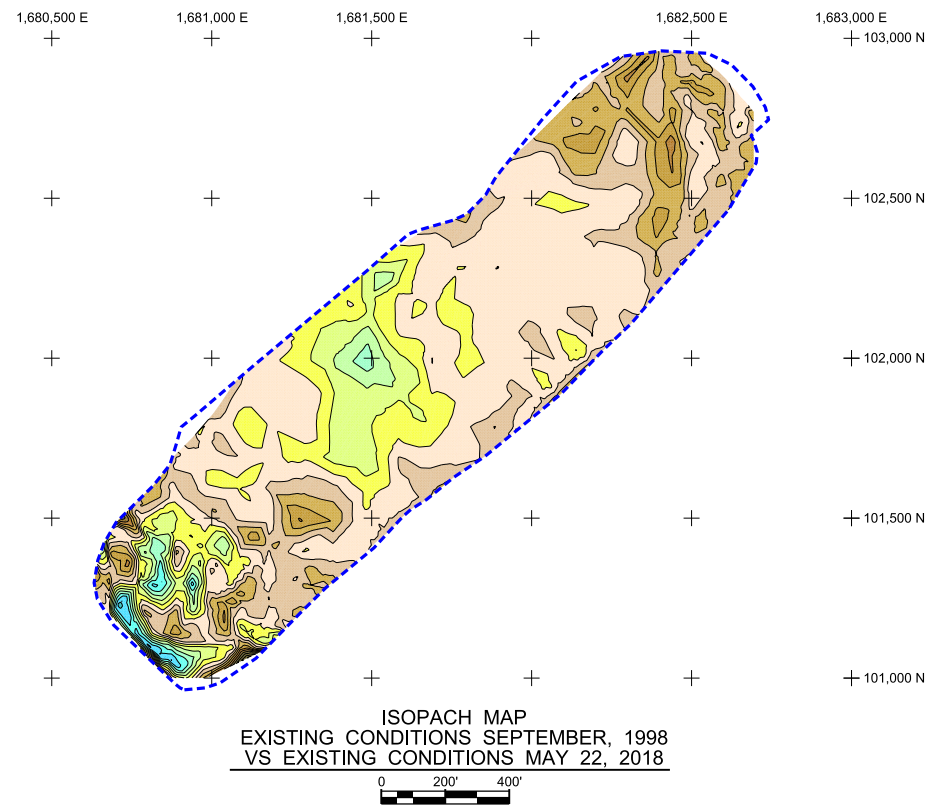 1,680,500 E 1,681,000 E 1,681,500 E 1,682,500 E 1,683,000 E
103,000 N
102,500 N
102,000 N
101,500 N
101,000 N
ISOPACH MAP
EXISTING CONDITIONS SEPTEMBER, 1998
VS EXISTING CONDITIONS MAY 22, 2018
0 200' 400'